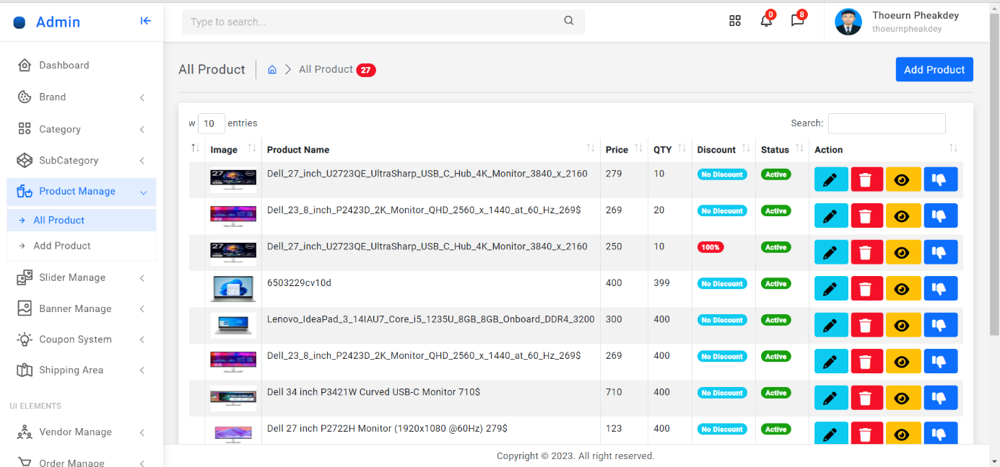 Admin
Type to search...
0
8
Thoeurn Pheakdey
thoeurnpheakdey
Dashboard
Brand
Category
SubCategory
Product Manage
All Product
Add Product
Slider Manage
Banner Manage
Coupon System
Shipping Area
UI ELEMENTS
Vendor Manage
Order Manage
All Product
All Product 27
Add Product
w 10 entries
Search:
Image Product Name Price QTY Discount Status Action
27 Dell_27_inch_U2723QE_UltraSharp_USB_C_Hub_4K_Monitor_3840_x_2160 279 10 No Discount Active
Dell_23_8_inch_P2423D_2K_Monitor_QHD_2560_x_1440_at_60_Hz_269$ 269 20 No Discount Active
27 Dell_27_inch_U2723QE_UltraSharp_USB_C_Hub_4K_Monitor_3840_x_2160 250 10 100% Active
6503229cv10d 400 399 No Discount Active
Lenovo_IdeaPad_3_14IAU7_Core_i5_1235U_8GB_8GB_Onboard_DDR4_3200 300 400 No Discount Active
Dell_23_8_inch_P2423D_2K_Monitor_QHD_2560_x_1440_at_60_Hz_269$ 269 400 No Discount Active
Dell 34 inch P3421W Curved USB-C Monitor 710$ 710 400 No Discount Active
Dell 27 inch P2722H Monitor (1920x1080 @60Hz) 279$ 123 400 No Discount Active
Copyright © 2023. All right reserved.